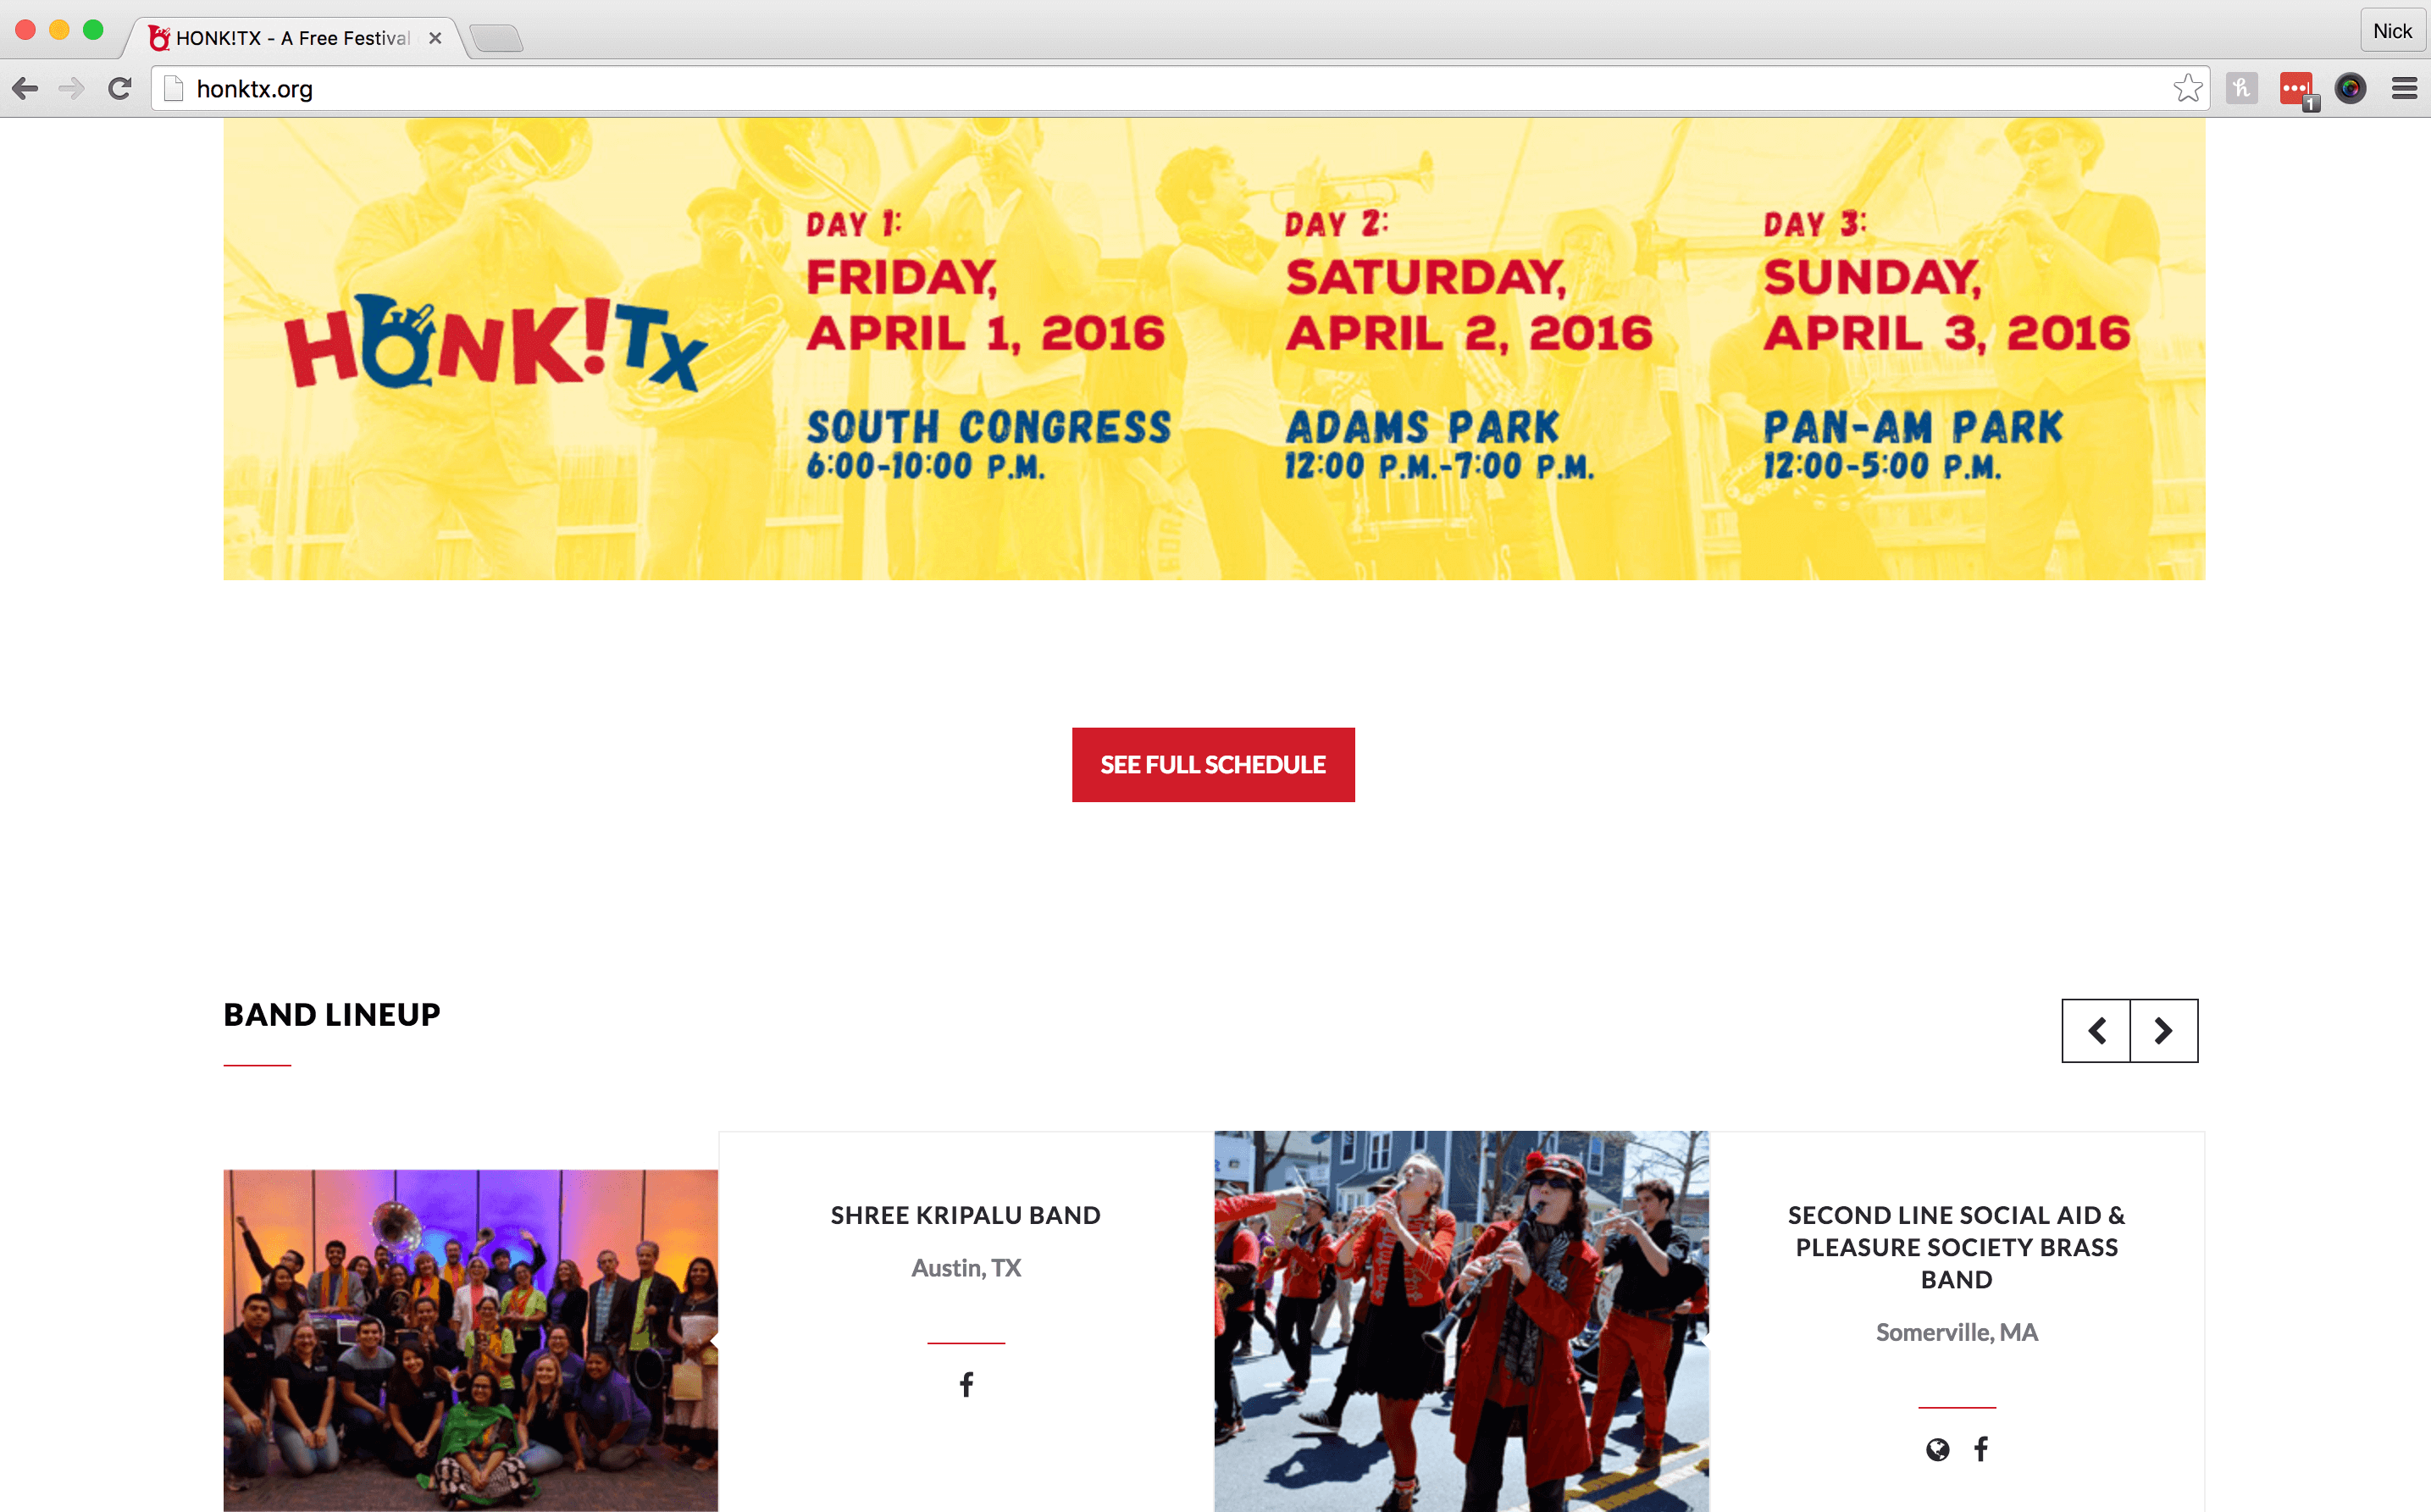 HONK!TX - A Free Festival
Nick
honktx.org
1
HONK!TX
DAY 1:
FRIDAY,
APRIL 1, 2016
SOUTH CONGRESS
6:00-10:00 P.M.
DAY 2:
SATURDAY,
APRIL 2, 2016
ADAMS PARK
12:00 P.M.-7:00 P.M.
DAY 3:
SUNDAY,
APRIL 3, 2016
PAN-AM PARK
12:00-5:00 P.M.
SEE FULL SCHEDULE
BAND LINEUP
SHREE KRIPALU BAND
Austin, TX
SECOND LINE SOCIAL AID &
PLEASURE SOCIETY BRASS
BAND
Somerville, MA